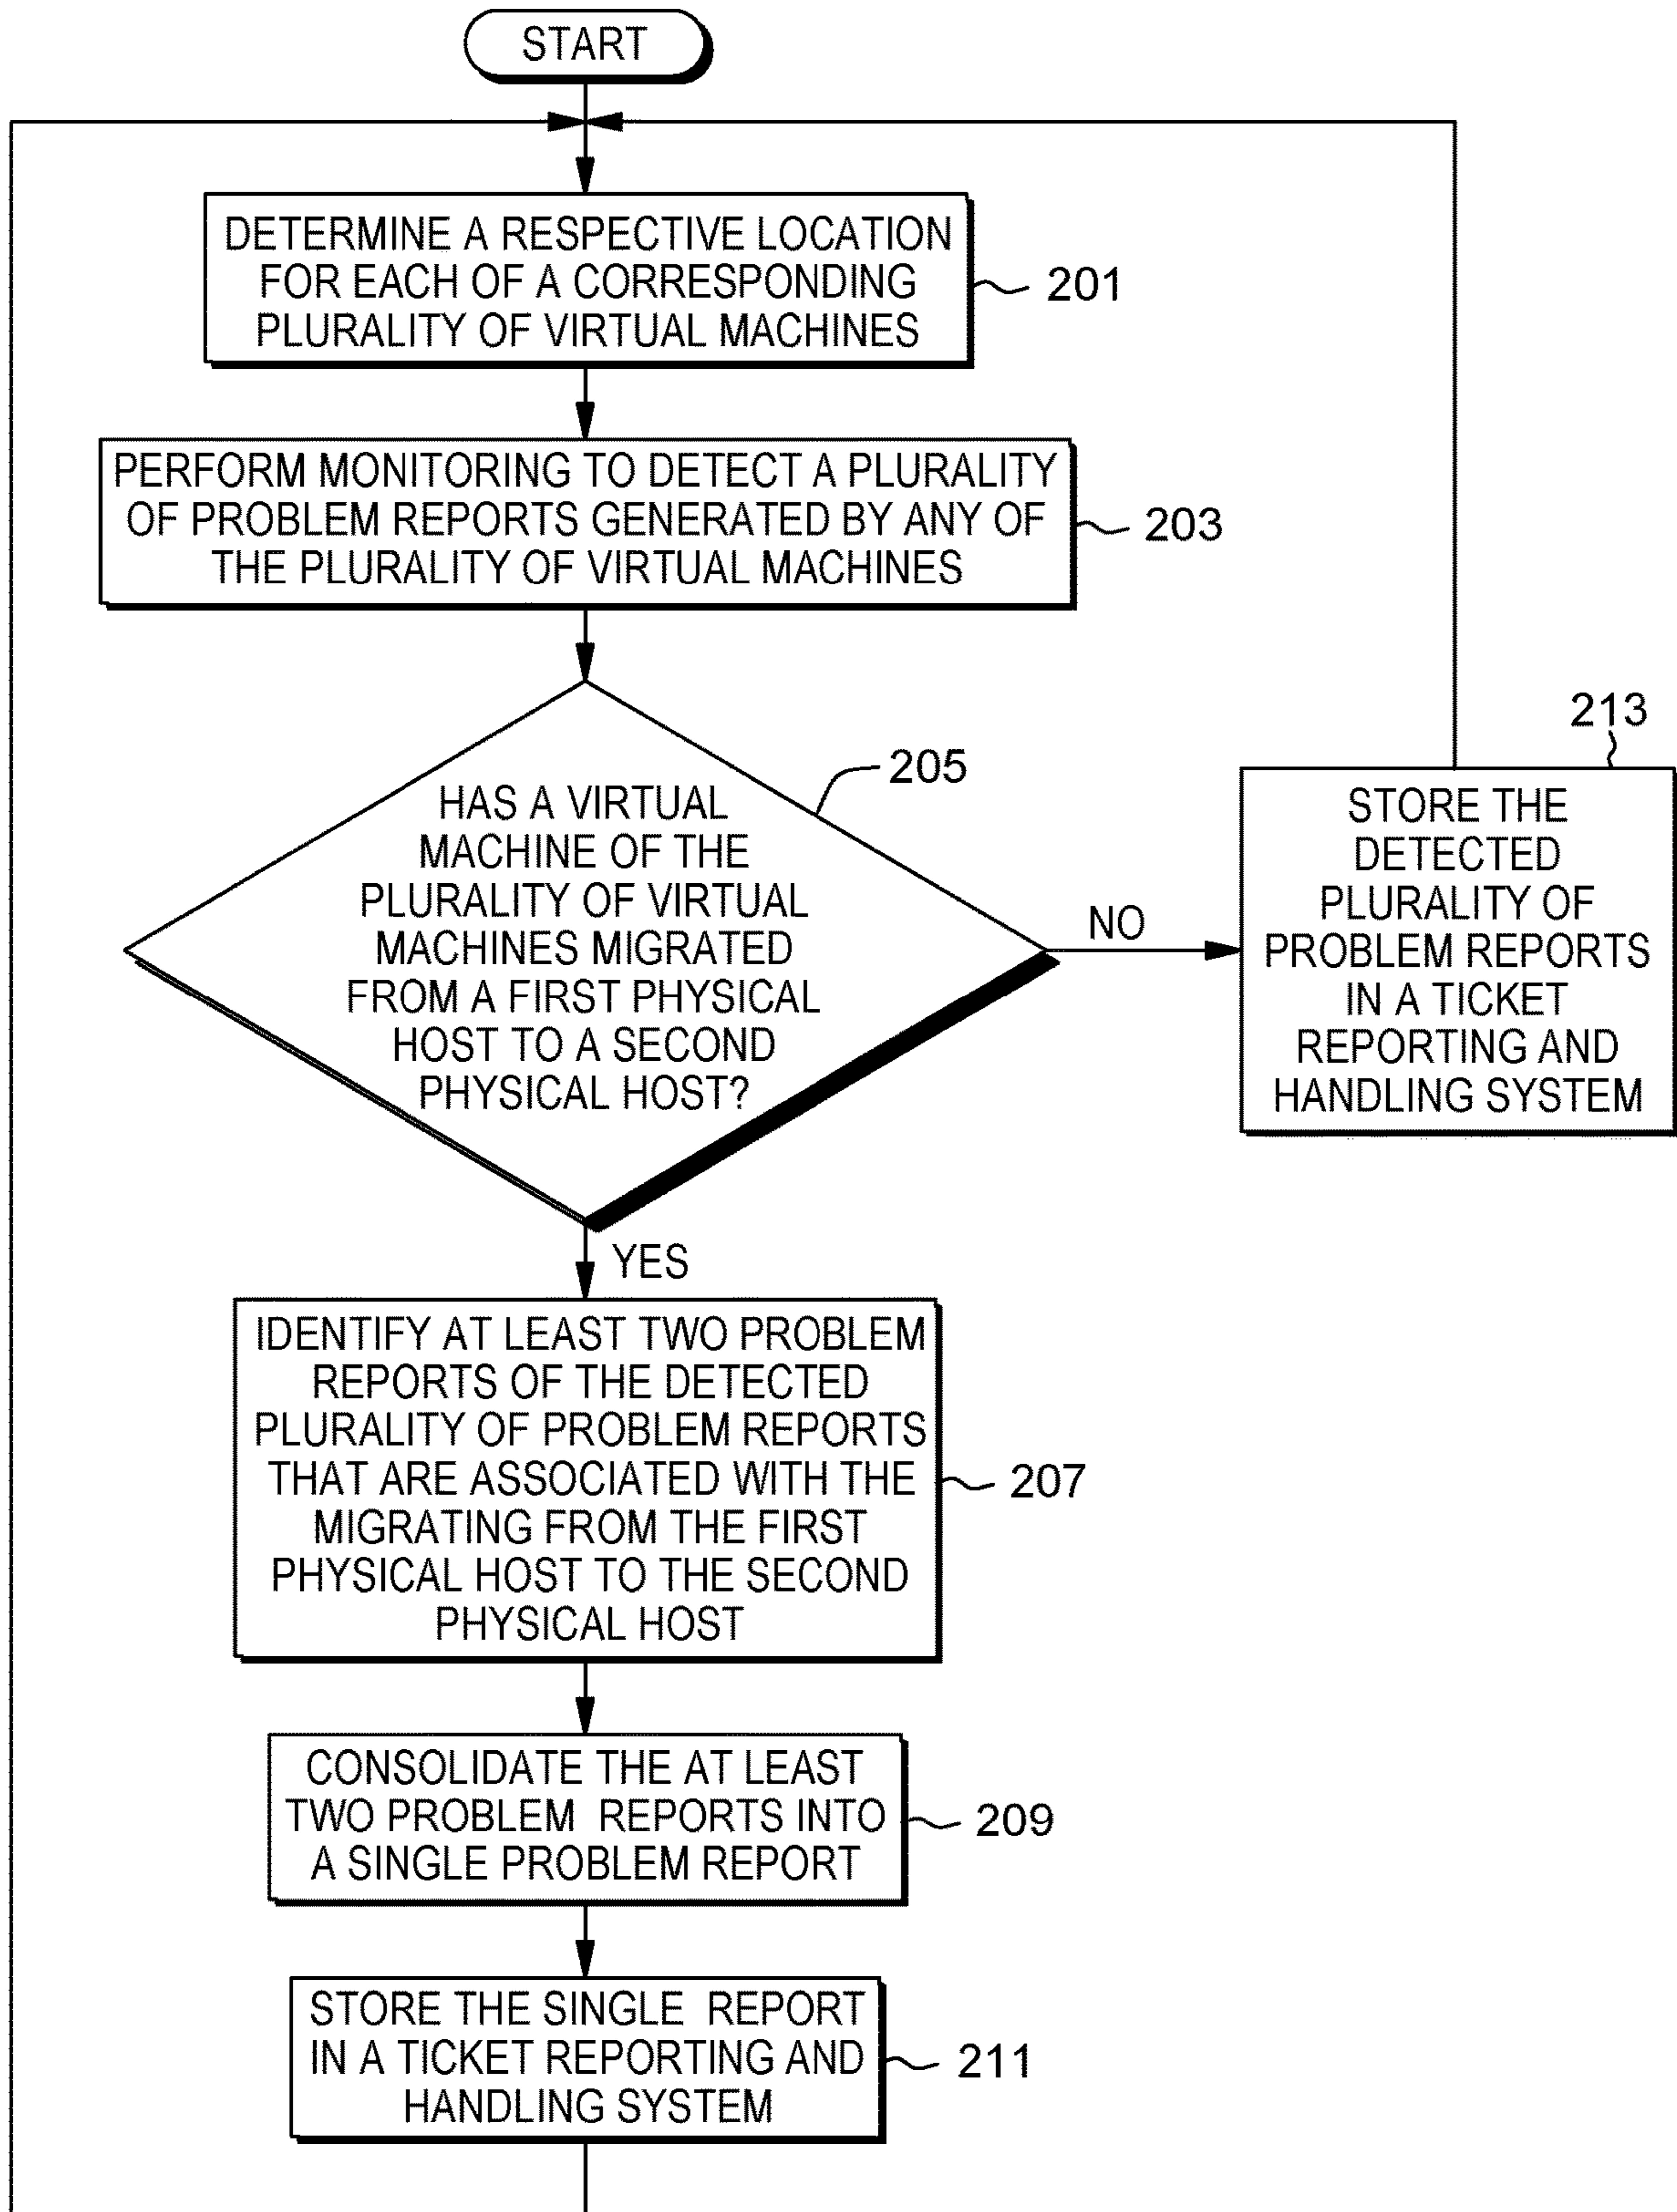 START
DETERMINE A RESPECTIVE LOCATION
FOR EACH OF A CORRESPONDING
PLURALITY OF VIRTUAL MACHINES
201
PERFORM MONITORING TO DETECT A PLURALITY
OF PROBLEM REPORTS GENERATED BY ANY OF
THE PLURALITY OF VIRTUAL MACHINES
203
HAS A VIRTUAL
MACHINE OF THE
PLURALITY OF VIRTUAL
MACHINES MIGRATED
FROM A FIRST PHYSICAL
HOST TO A SECOND
PHYSICAL HOST?
205
NO
213
STORE THE
DETECTED
PLURALITY OF
PROBLEM REPORTS
IN A TICKET
REPORTING AND
HANDLING SYSTEM
YES
IDENTIFY AT LEAST TWO PROBLEM
REPORTS OF THE DETECTED
PLURALITY OF PROBLEM REPORTS
THAT ARE ASSOCIATED WITH THE
MIGRATING FROM THE FIRST
PHYSICAL HOST TO THE SECOND
PHYSICAL HOST
207
CONSOLIDATE THE AT LEAST
TWO PROBLEM REPORTS INTO
A SINGLE PROBLEM REPORT
209
STORE THE SINGLE REPORT
IN A TICKET REPORTING AND
HANDLING SYSTEM
211